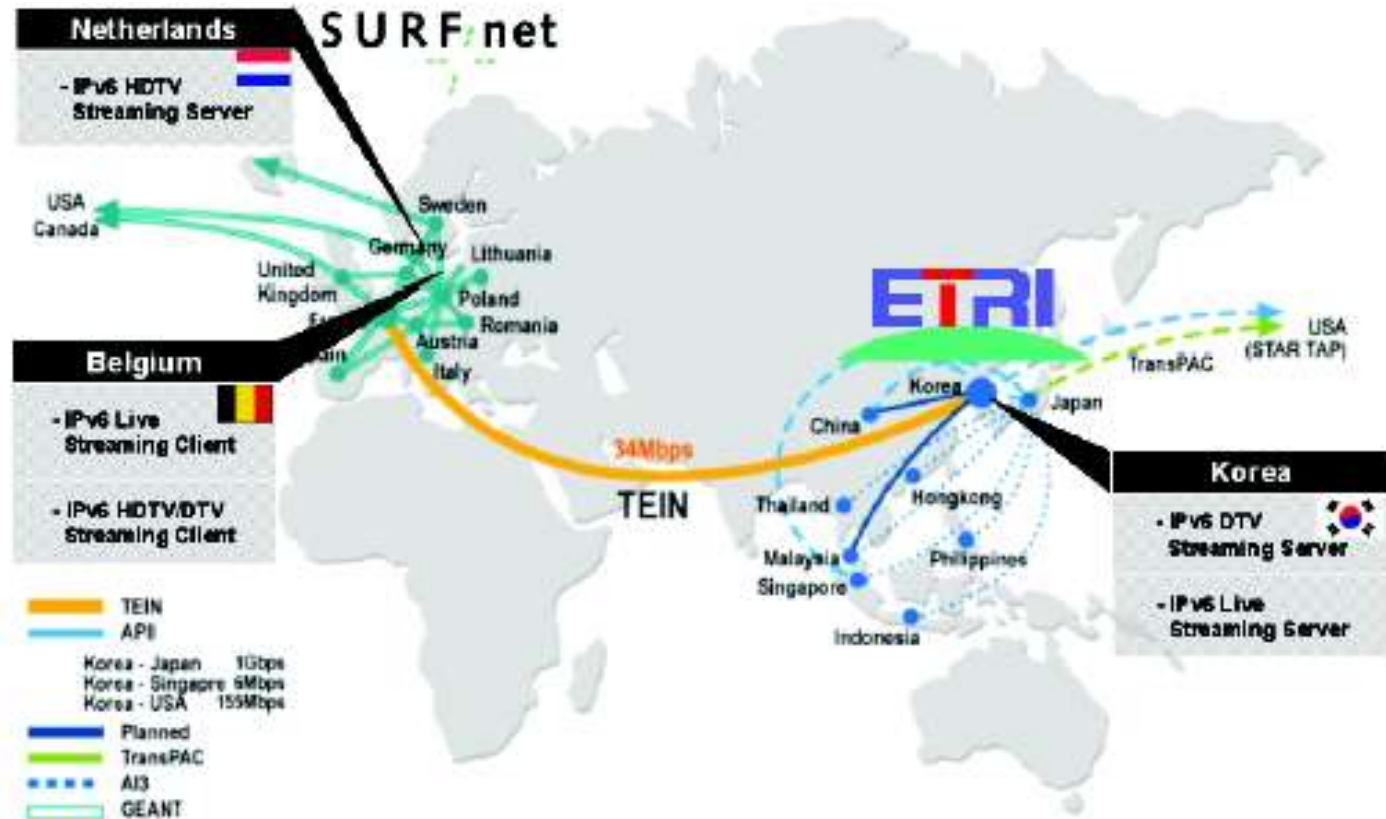 Netherlands
SURFnet
- IPv6 HDTV
Streaming Server
USA
Canada
Sweden
Germany
Lithuania
United
Kingdom
Poland
Romania
Austria
Italy
Belgium
- IPv6 Live
Streaming Client
- IPv6 HDTV/DTV
Streaming Client
ETRI
USA
(STAR TAP)
TransPAC
Korea
Japan
China
34Mbps
TEIN
Thailand
Hongkong
Malaysia
Philippines
Singapore
Indonesia
Korea
- IPv6 DTV
Streaming Server
- IPv6 Live
Streaming Server
TEIN
APII
Korea - Japan 1Gbps
Korea - Singapre 6Mbps
Korea - USA 155Mbps
Planned
TransPAC
AI3
GEANT